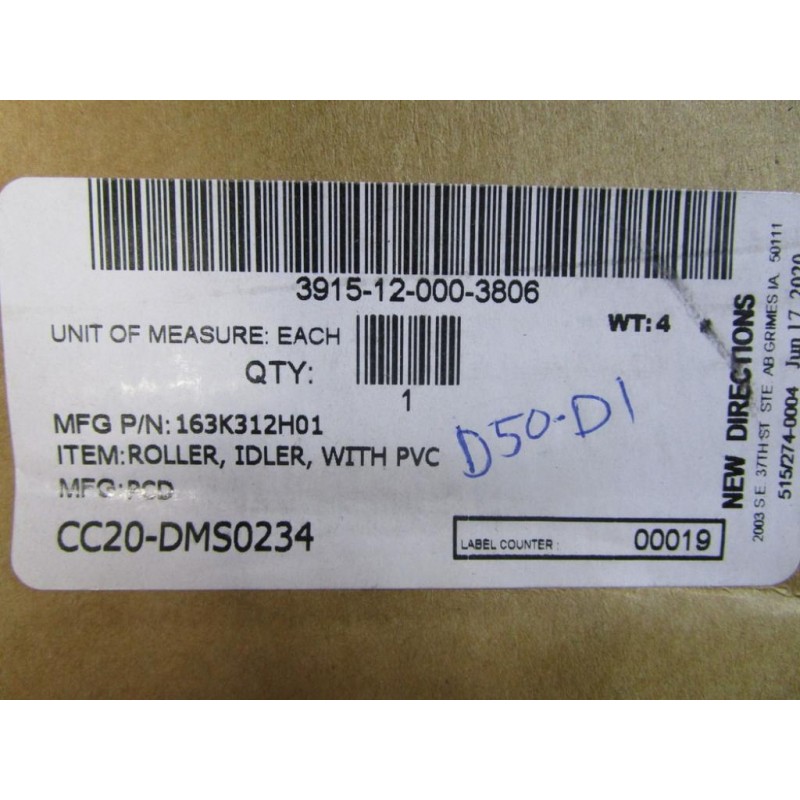 3915-12-000-3806
UNIT OF MEASURE: EACH
WT: 4
QTY:
1
MFG P/N: 163K312H01
ITEM: ROLLER, IDLER, WITH PVC
MFG: PCD
D50-D1
CC20-DMS0234
LABEL COUNTER: 00019
NEW DIRECTIONS
2003 S.E. 37TH ST STE AB GRIMES IA. 50111
515/274-0004 Jun 17 2020